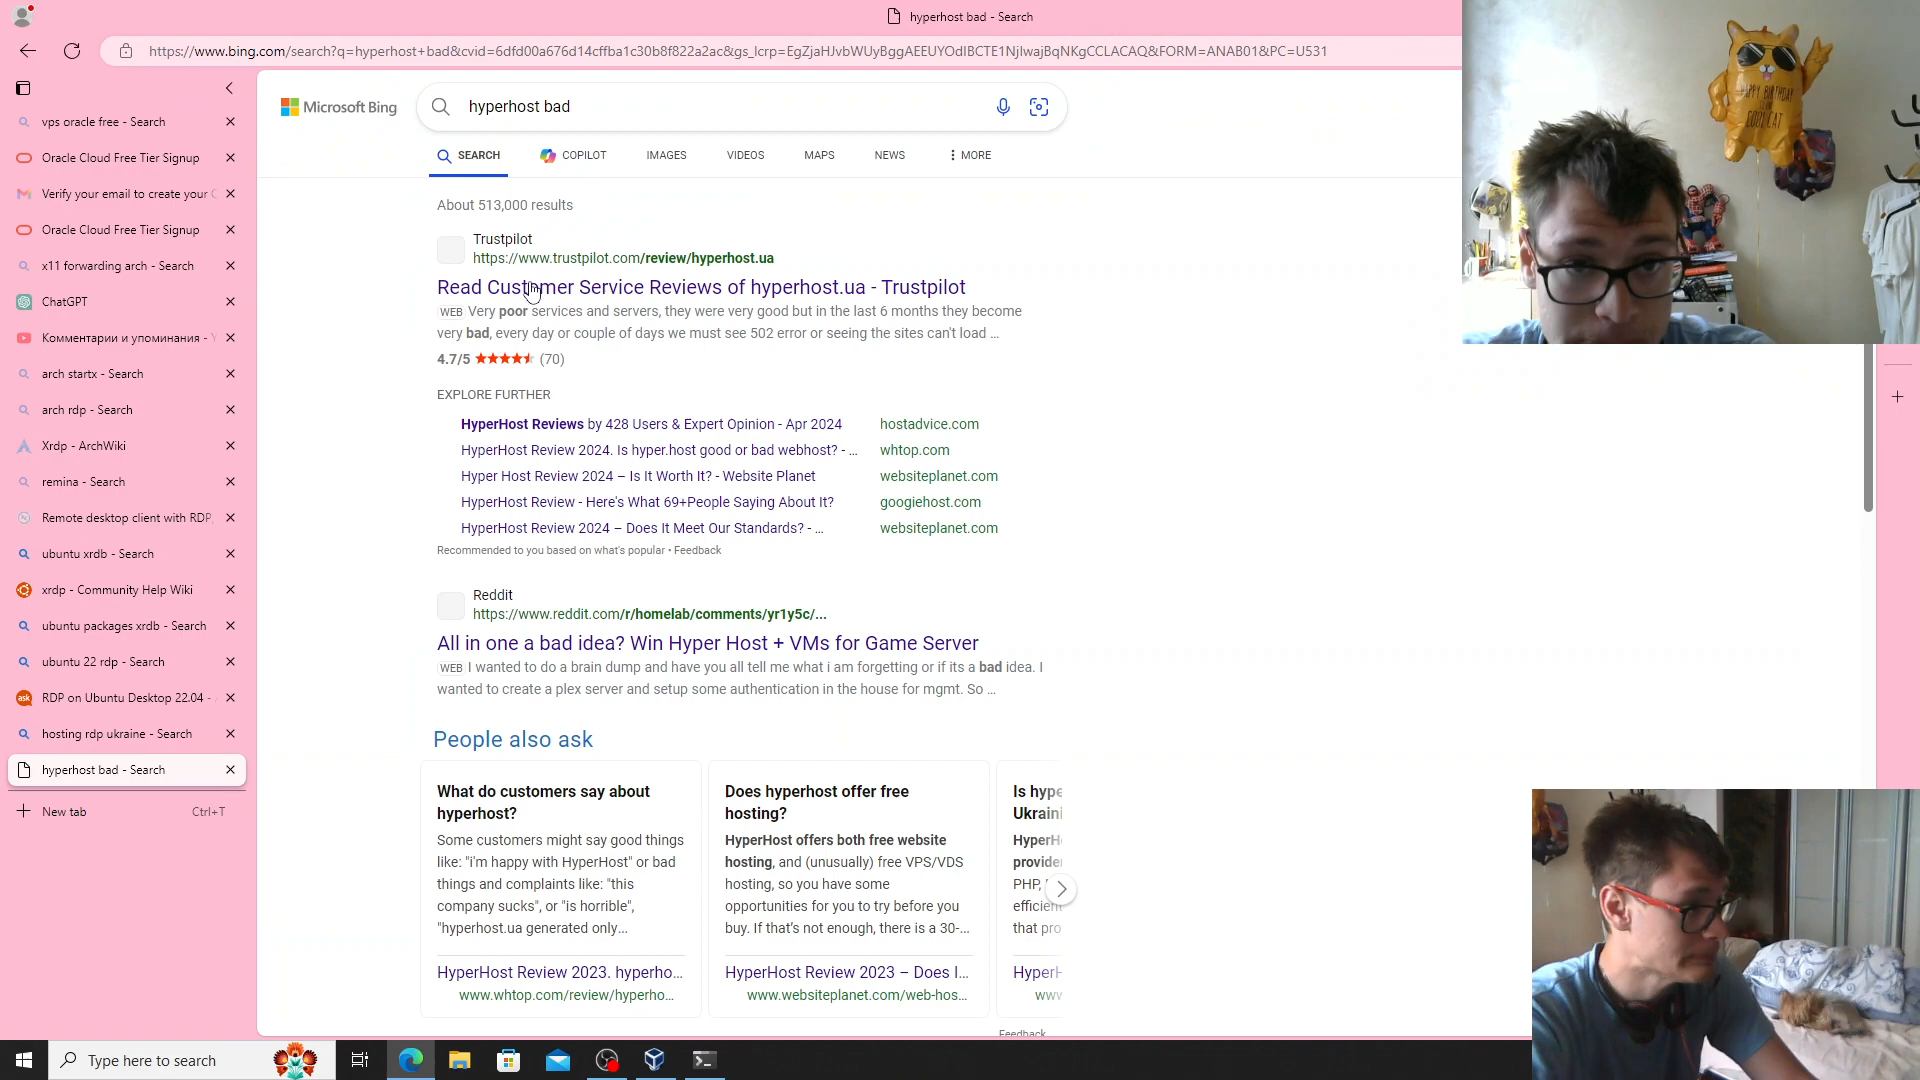 hyperhost bad - Search
https://www.bing.com/search?q=hyperhost+bad&cvid=6dfd00a676d14cffba1c30b8f822a2ac&gs_lcrp=EgZjaHJvbWUyBggAEEUYOdIBCTE1NjIwajBqNKgCCLACAQ&FORM=ANAB01&PC=U531
vps oracle free - Search
Oracle Cloud Free Tier Signup
Verify your email to create your
Oracle Cloud Free Tier Signup
x11 forwarding arch - Search
ChatGPT
Комментарии и упоминания -
arch startx - Search
arch rdp - Search
Xrdp - ArchWiki
remina - Search
Remote desktop client with RDP,
ubuntu xrdb - Search
xrdp - Community Help Wiki
ubuntu packages xrdb - Search
ubuntu 22 rdp - Search
ask RDP on Ubuntu Desktop 22.04 -
hosting rdp ukraine - Search
hyperhost bad - Search
New tab Ctrl+T
Microsoft Bing
hyperhost bad
SEARCH COPILOT IMAGES VIDEOS MAPS NEWS MORE
About 513,000 results
Trustpilot
https://www.trustpilot.com/review/hyperhost.ua
Read Customer Service Reviews of hyperhost.ua - Trustpilot
WEB Very poor services and servers, they were very good but in the last 6 months they become
very bad, every day or couple of days we must see 502 error or seeing the sites can't load ...
4.7/5 (70)
EXPLORE FURTHER
HyperHost Reviews by 428 Users & Expert Opinion - Apr 2024 hostadvice.com
HyperHost Review 2024. Is hyper.host good or bad webhost? - ... whtop.com
Hyper Host Review 2024 – Is It Worth It? - Website Planet websiteplanet.com
HyperHost Review - Here's What 69+People Saying About It? googiehost.com
HyperHost Review 2024 – Does It Meet Our Standards? - ... websiteplanet.com
Recommended to you based on what's popular • Feedback
Reddit
https://www.reddit.com/r/homelab/comments/yr1y5c/...
All in one a bad idea? Win Hyper Host + VMs for Game Server
WEB I wanted to do a brain dump and have you all tell me what i am forgetting or if its a bad idea. I
wanted to create a plex server and setup some authentication in the house for mgmt. So ...
People also ask
What do customers say about
hyperhost?
Some customers might say good things
like: "i'm happy with HyperHost" or bad
things and complaints like: "this
company sucks", or "is horrible",
"hyperhost.ua generated only...
HyperHost Review 2023. hyperho...
www.whtop.com/review/hyperho...
Does hyperhost offer free
hosting?
HyperHost offers both free website
hosting, and (unusually) free VPS/VDS
hosting, so you have some
opportunities for you to try before you
buy. If that's not enough, there is a 30-...
HyperHost Review 2023 – Does I...
www.websiteplanet.com/web-hos...
Is hype
Ukraini
HyperH
provide
PHP,
efficien
that pro
HyperH
www
Feedback
Type here to search
HAPPY BIRTHDAY
COOL CAT